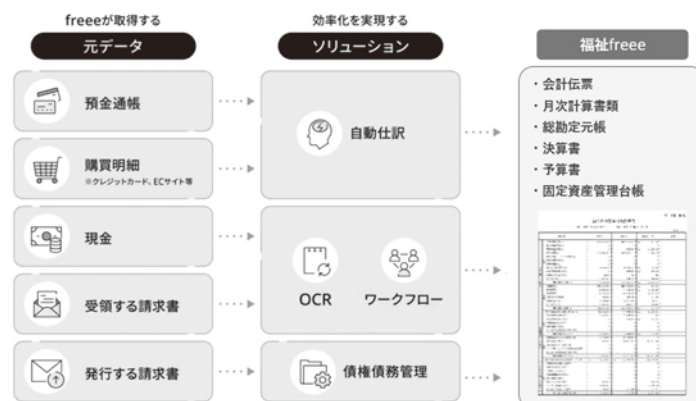 freeeが取得する
元データ
預金通帳
購買明細
※クレジットカード、ECサイト等
現金
受領する請求書
発行する請求書
効率化を実現する
ソリューション
自動仕訳
OCR
ワークフロー
債権債務管理
福祉freee
・会計伝票
・月次計算書類
・総勘定元帳
・決算書
・予算書
・固定資産管理台帳